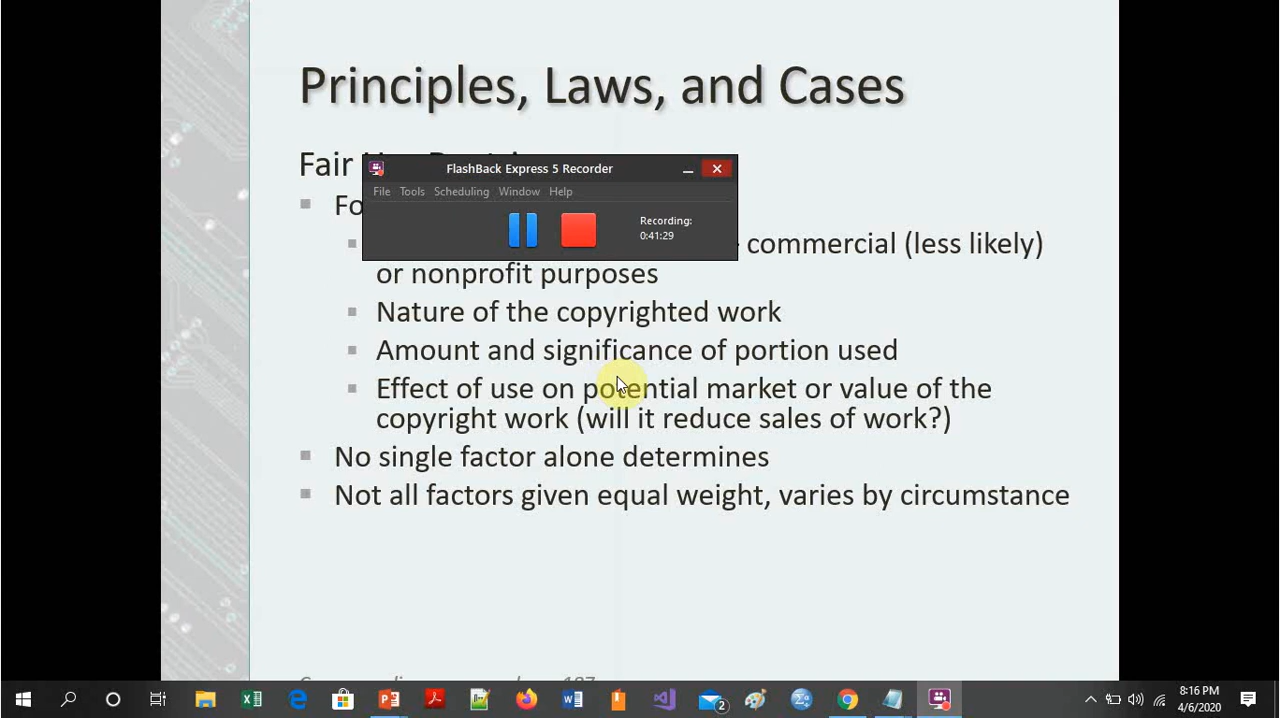 Principles, Laws, and Cases
Fair
FlashBack Express 5 Recorder
File Tools Scheduling Window Help
Recording:
0:41:29
commercial (less likely)
or nonprofit purposes
Nature of the copyrighted work
Amount and significance of portion used
Effect of use on potential market or value of the
copyright work (will it reduce sales of work?)
No single factor alone determines
Not all factors given equal weight, varies by circumstance
2
8:16 PM
4/6/2020